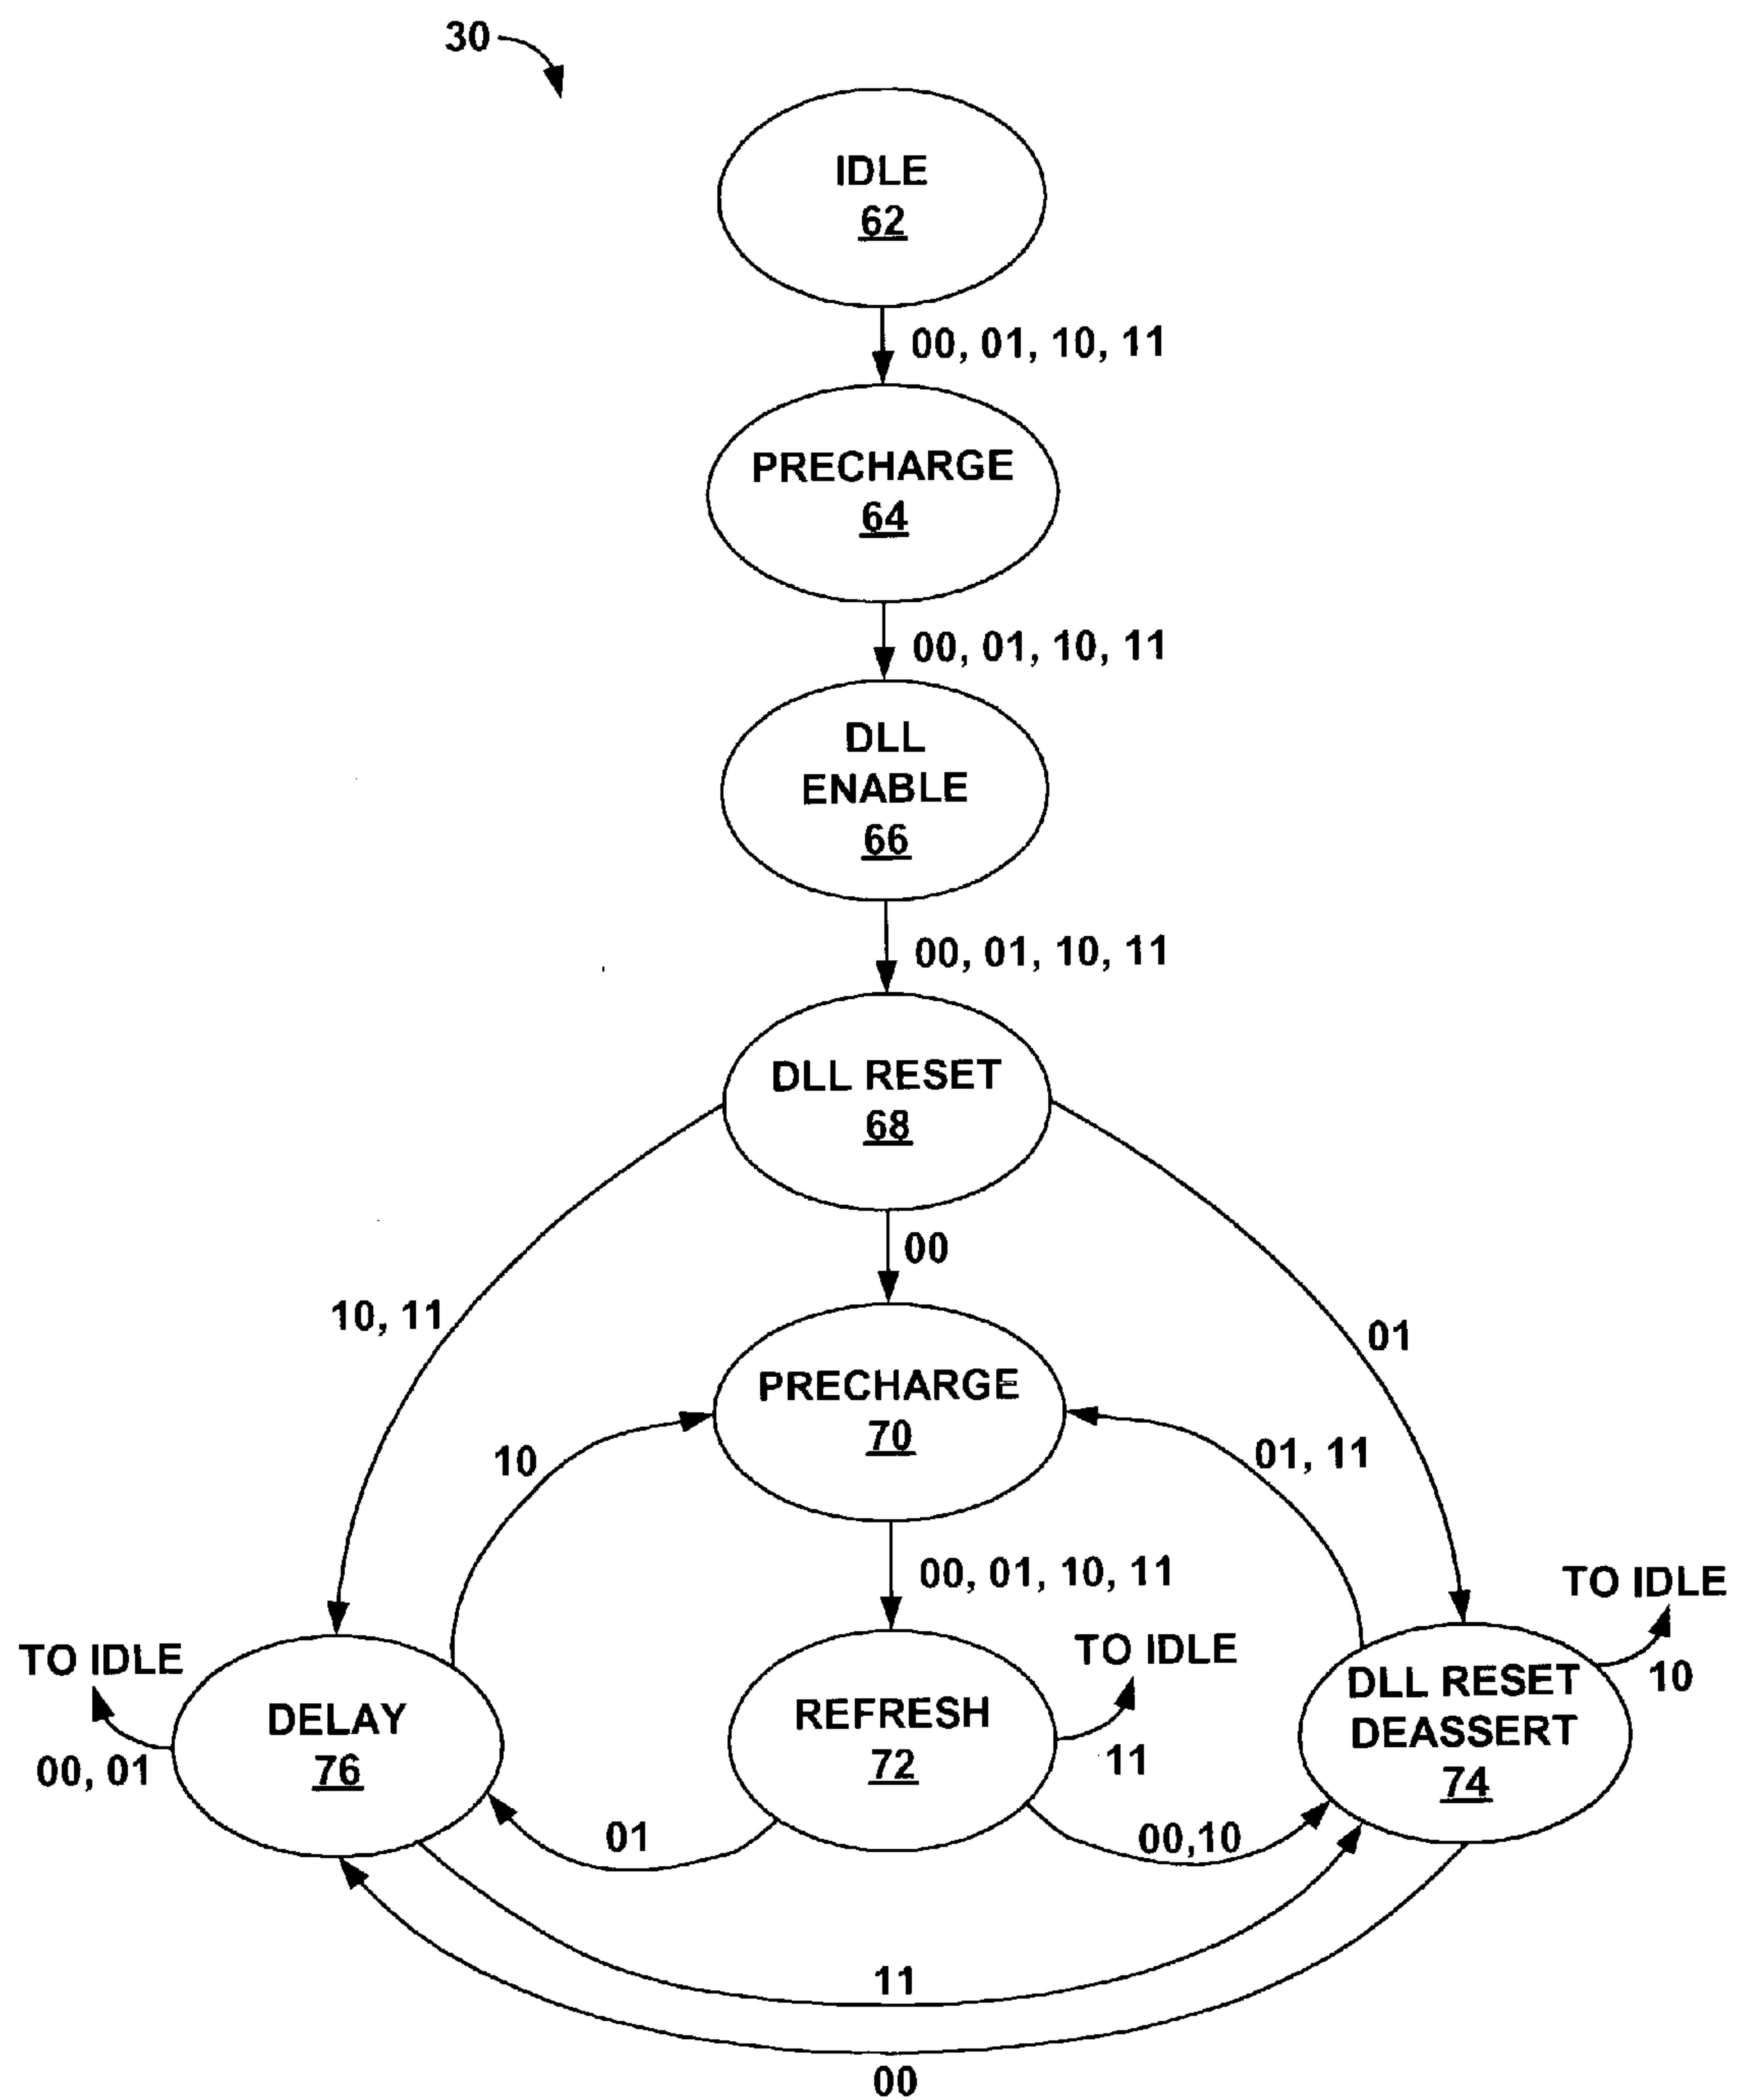 30
IDLE
62
00, 01, 10, 11
PRECHARGE
64
00, 01, 10, 11
DLL
ENABLE
66
00, 01, 10, 11
DLL RESET
68
00
10, 11
01
PRECHARGE
70
10
01, 11
00, 01, 10, 11
TO IDLE
TO IDLE
TO IDLE
DELAY
76
00, 01
REFRESH
72
11
DLL RESET
DEASSERT
74
10
01
00,10
11
00